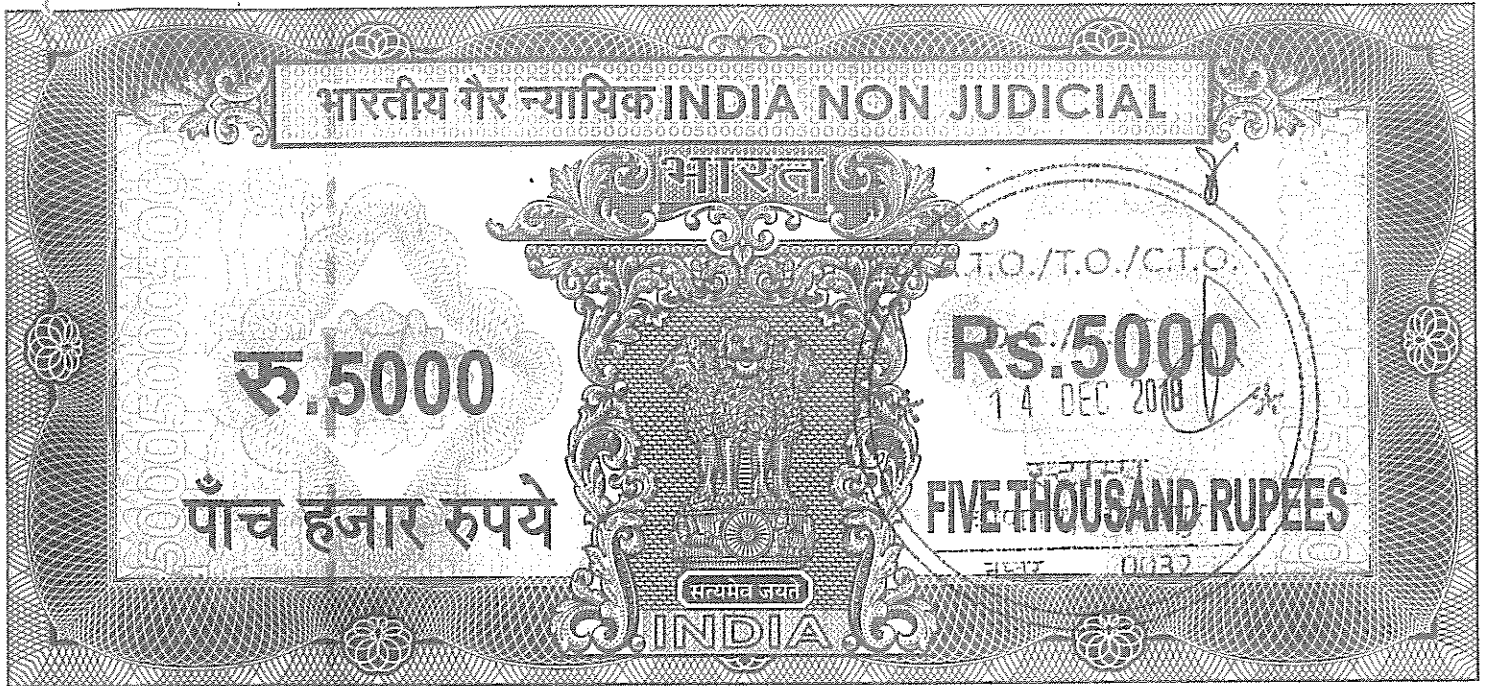 भारतीय गैर न्यायिक INDIA NON JUDICIAL
भारत
T.O./T.O./C.T.O.
रु.5000
Rs.5000
14 DEC 2018
पाँच हजार रुपये
FIVE THOUSAND RUPEES
0032
सत्यमेव जयते
INDIA